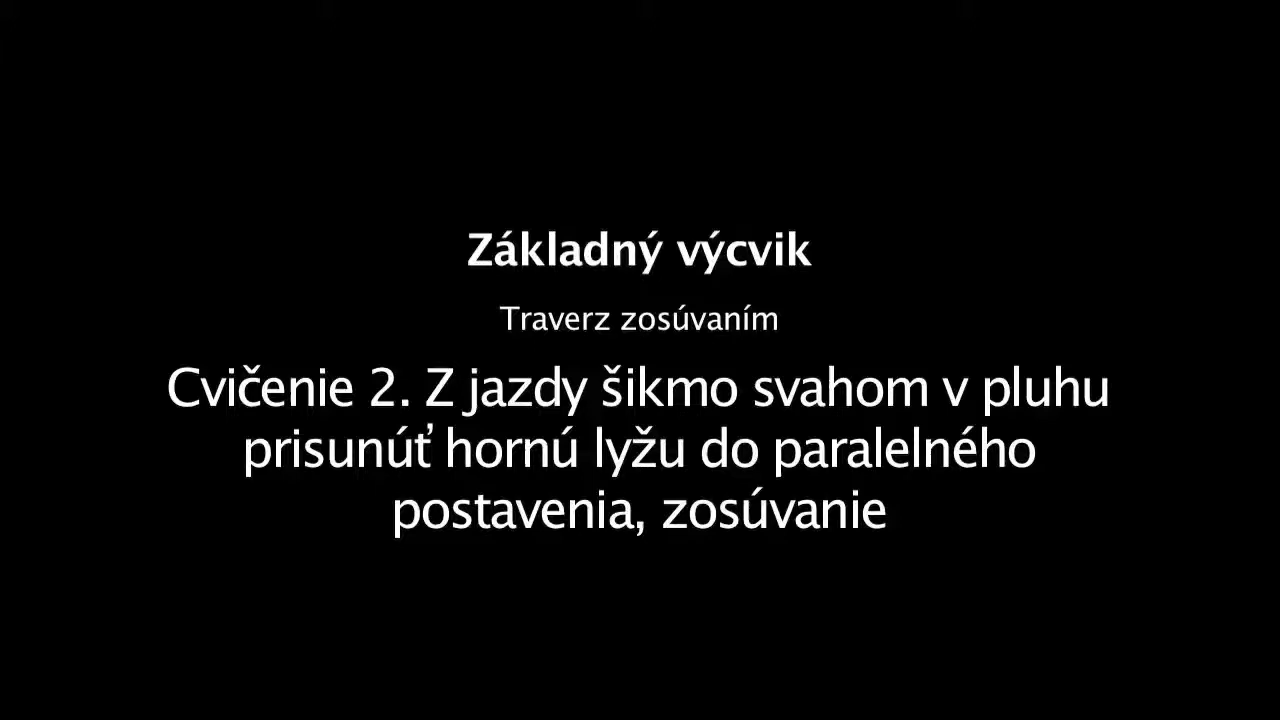 Základný výcvik
Traverz zosúvaním
Cvičenie 2. Z jazdy šikmo svahom v pluhu
prisunúť hornú lyžu do paralelného
postavenia, zosúvanie